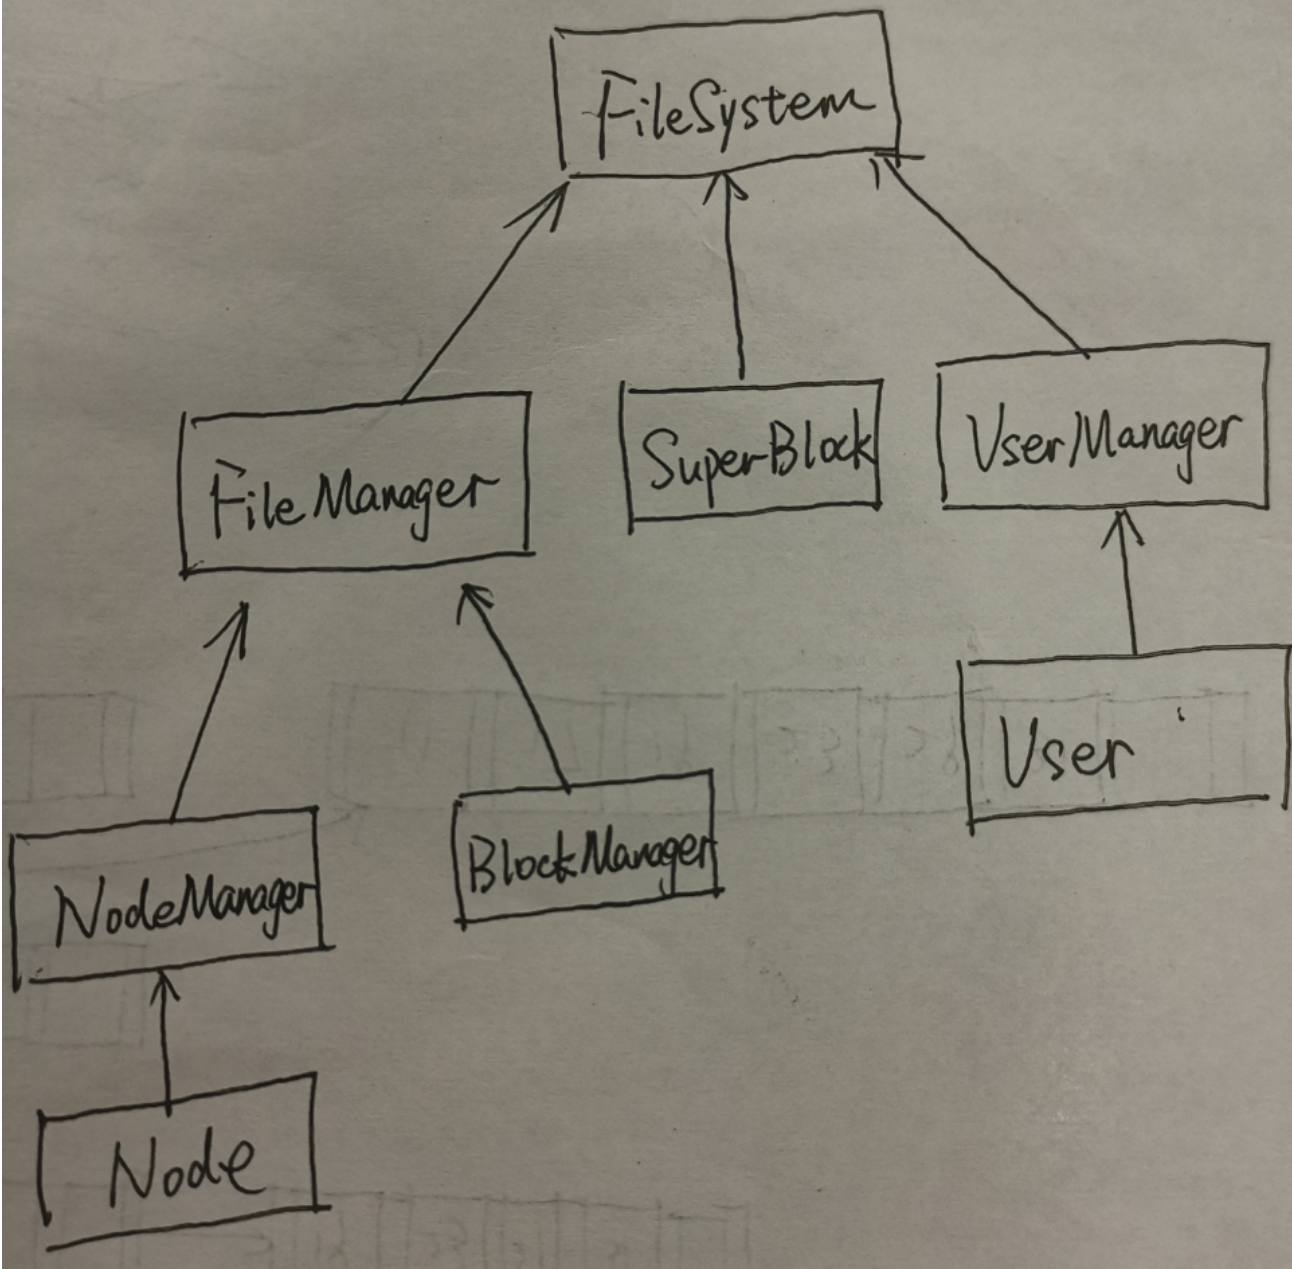 FileSystem
FileManager
SuperBlock
UserManager
User
NodeManager
BlockManager
Node